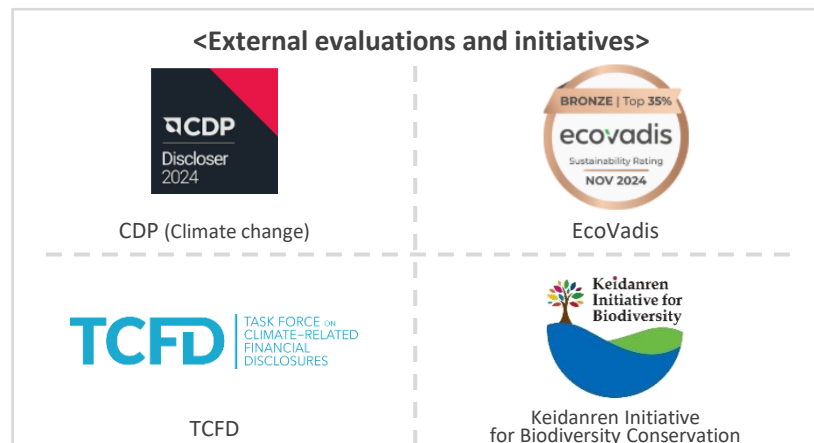 <External evaluations and initiatives>
CDP
Discloser
2024
CDP (Climate change)
BRONZE | Top 35%
ecovadis
Sustainability Rating
NOV 2024
EcoVadis
TCFD
TASK FORCE ON
CLIMATE-RELATED
FINANCIAL
DISCLOSURES
TCFD
Keidanren
Initiative for
Biodiversity
Keidanren Initiative
for Biodiversity Conservation